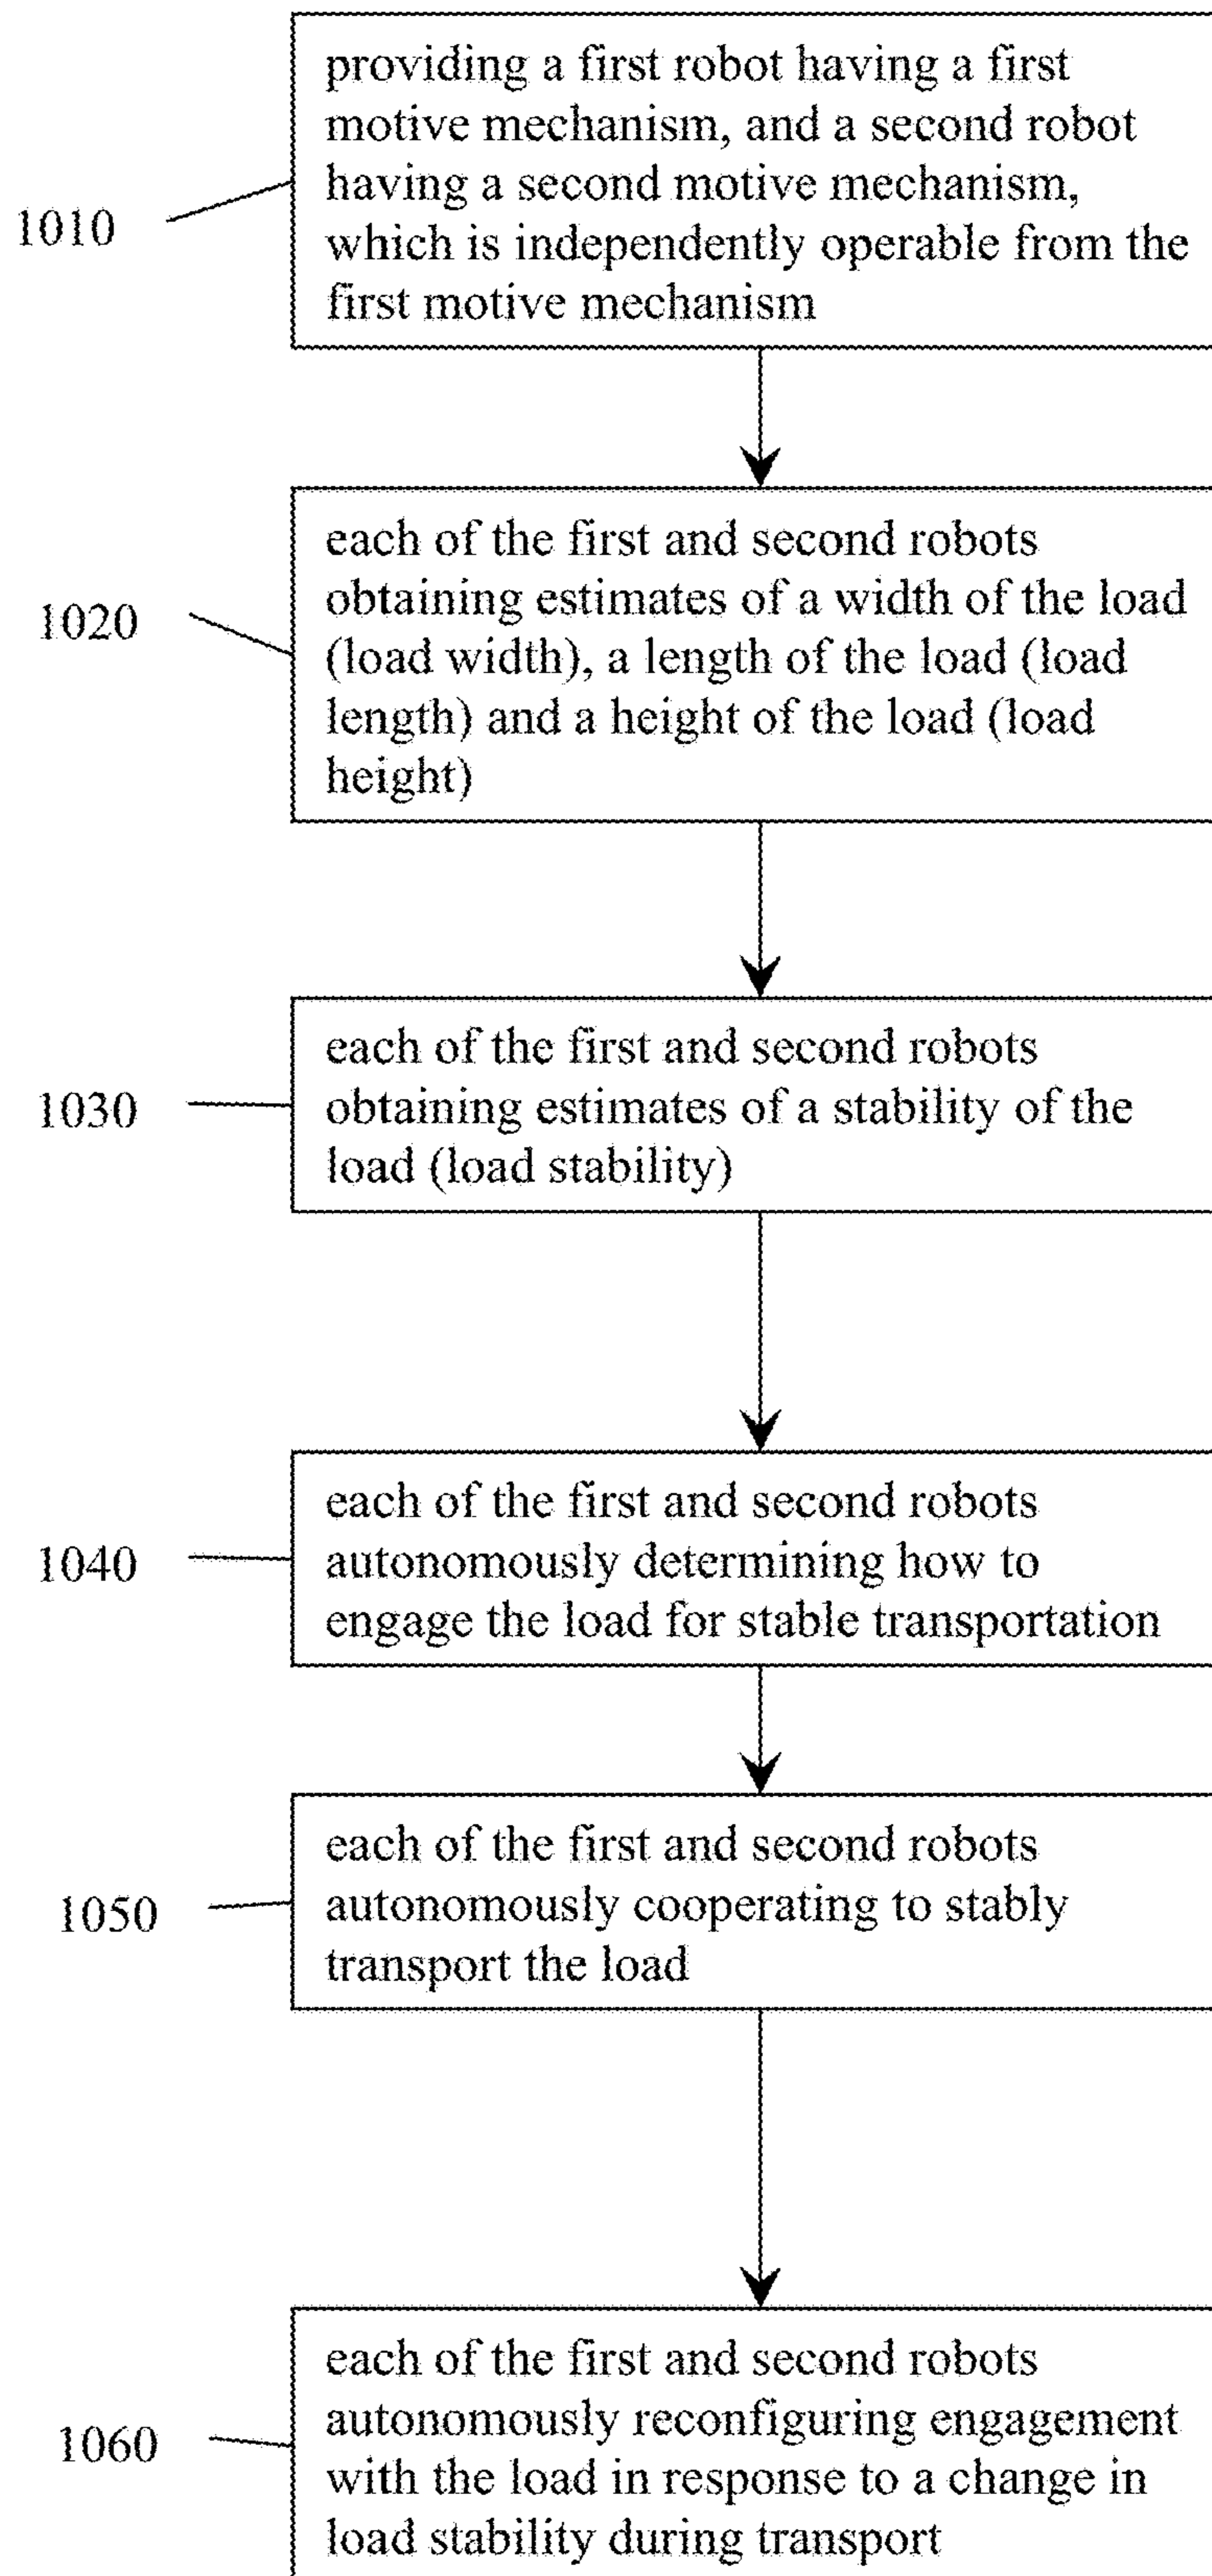 providing a first robot having a first
motive mechanism, and a second robot
having a second motive mechanism,
1010
which is independently operable from the
first motive mechanism
each of the first and second robots
obtaining estimates of a width of the load
1020
(load width), a length of the load (load
length) and a height of the load (load
height)
each of the first and second robots
1030
obtaining estimates of a stability of the
load (load stability)
each of the first and second robots
1040
autonomously determining how to
engage the load for stable transportation
each of the first and second robots
1050
autonomously cooperating to stably
transport the load
each of the first and second robots
1060
autonomously reconfiguring engagement
with the load in response to a change in
load stability during transport